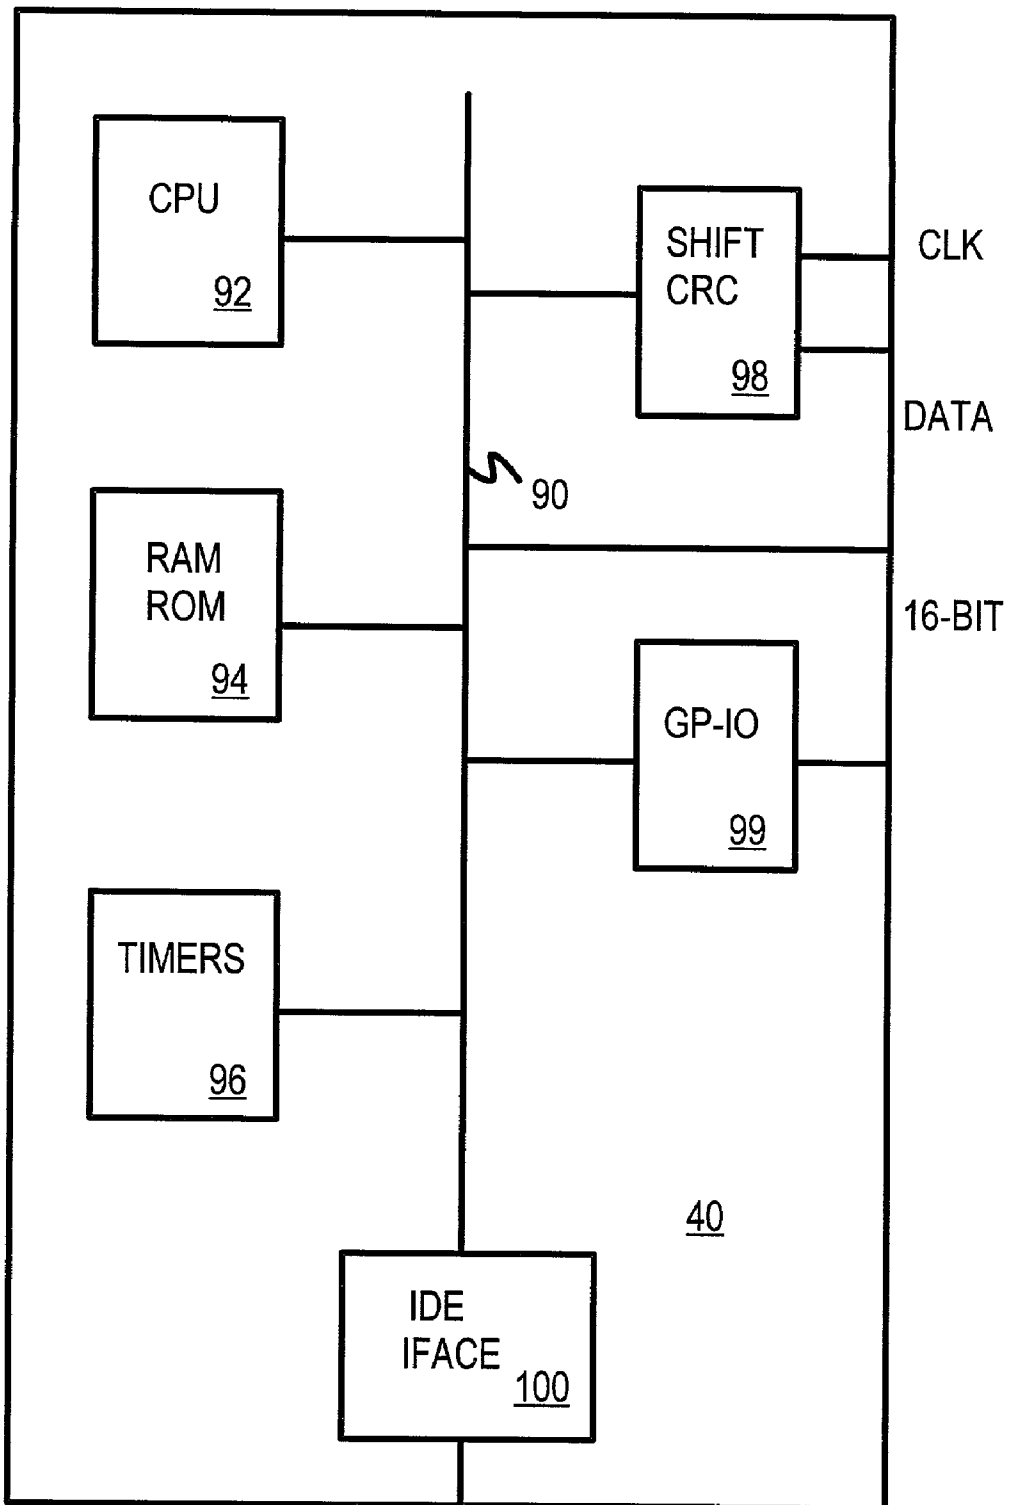 CPU
92
SHIFT
CRC
98
CLK
DATA
90
RAM
ROM
94
16-BIT
GP-IO
99
TIMERS
96
40
IDE
IFACE
100